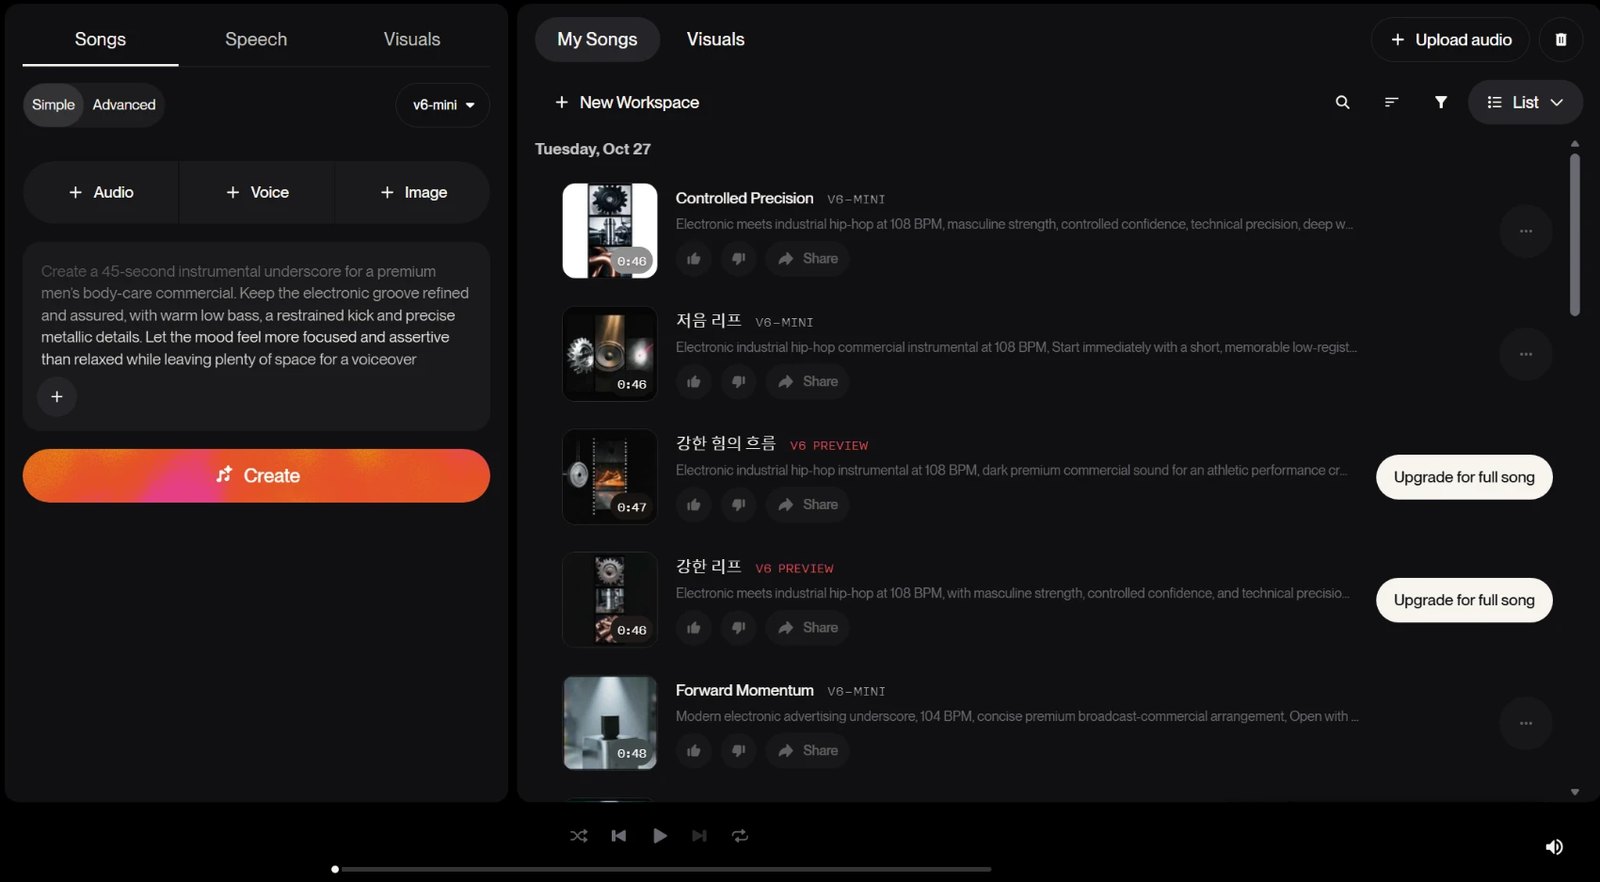 Songs
Speech
Visuals
Simple
Advanced
v6-mini
+ Audio
+ Voice
+ Image
Create a 45-second instrumental underscore for a premium
men's body-care commercial. Keep the electronic groove refined
and assured, with warm low bass, a restrained kick and precise
metallic details. Let the mood feel more focused and assertive
than relaxed while leaving plenty of space for a voiceover
+
Create
My Songs
Visuals
+ Upload audio
+ New Workspace
List
Tuesday, Oct 27
Controlled Precision V6-MINI
Electronic meets industrial hip-hop at 108 BPM, masculine strength, controlled confidence, technical precision, deep w...
0:46
Share
저음 리프 V6-MINI
Electronic industrial hip-hop commercial instrumental at 108 BPM, Start immediately with a short, memorable low-regist...
0:46
Share
강한 힘의 흐름 V6 PREVIEW
Electronic industrial hip-hop instrumental at 108 BPM, dark premium commercial sound for an athletic performance cr...
0:47
Share
Upgrade for full song
강한 리프 V6 PREVIEW
Electronic meets industrial hip-hop at 108 BPM, with masculine strength, controlled confidence, and technical precisio...
0:46
Share
Upgrade for full song
Forward Momentum V6-MINI
Modern electronic advertising underscore, 104 BPM, concise premium broadcast-commercial arrangement, Open with ...
0:48
Share